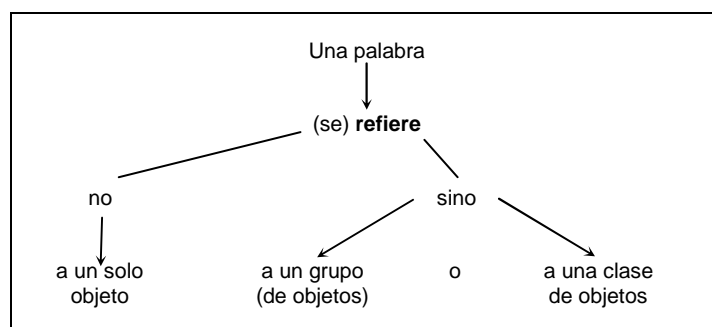 Una palabra
(se) refiere
no
sino
a un solo
objeto
a un grupo
(de objetos)
o
a una clase
de objetos